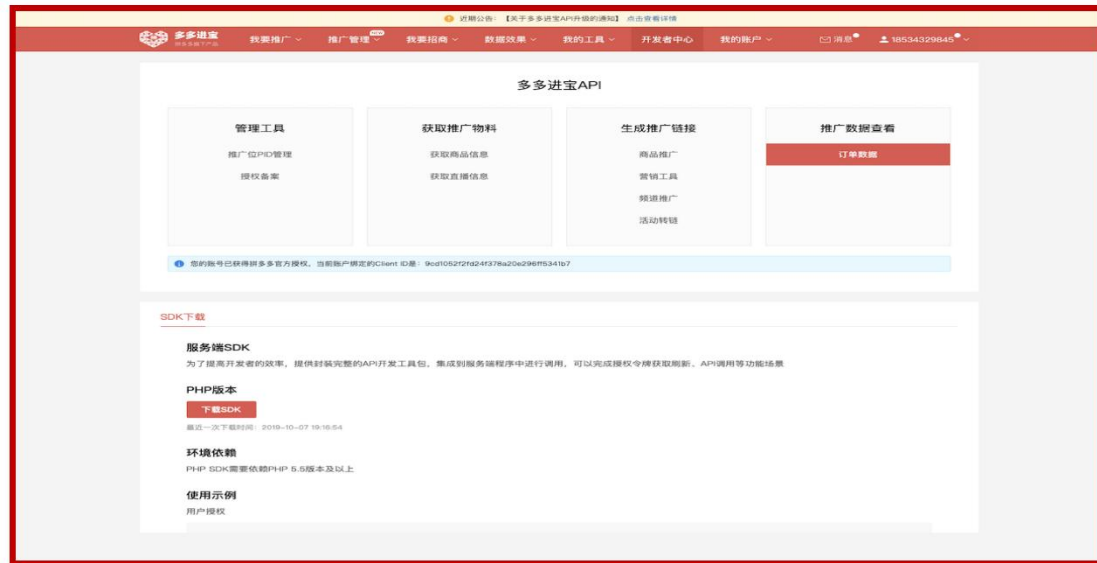 近期公告：【关于多多进宝API升级的通知】 点击查看详情
多多进宝
我要推广 推广管理 我要招商 数据效果 我的工具 开发者中心 我的账户 消息 18534329845
多多进宝API
管理工具 获取推广物料 生成推广链接 推广数据查看
推广位PID管理 获取商品信息 商品推广 订单数据
授权备案 获取直播信息 营销工具
频道推广
活动转链
您的账号已获得拼多多官方授权，当前账户绑定的Client ID是：9cd1052f2fd24f378a20e296ff5341b7
SDK下载
服务端SDK
为了提高开发者的效率，提供封装完整的API开发工具包，集成到服务端程序中进行调用，可以完成授权令牌获取刷新、API调用等功能场景
PHP版本
下载SDK
最近一次下载时间：2019-10-07 19:16:54
环境依赖
PHP SDK需要依赖PHP 5.5版本及以上
使用示例
用户授权